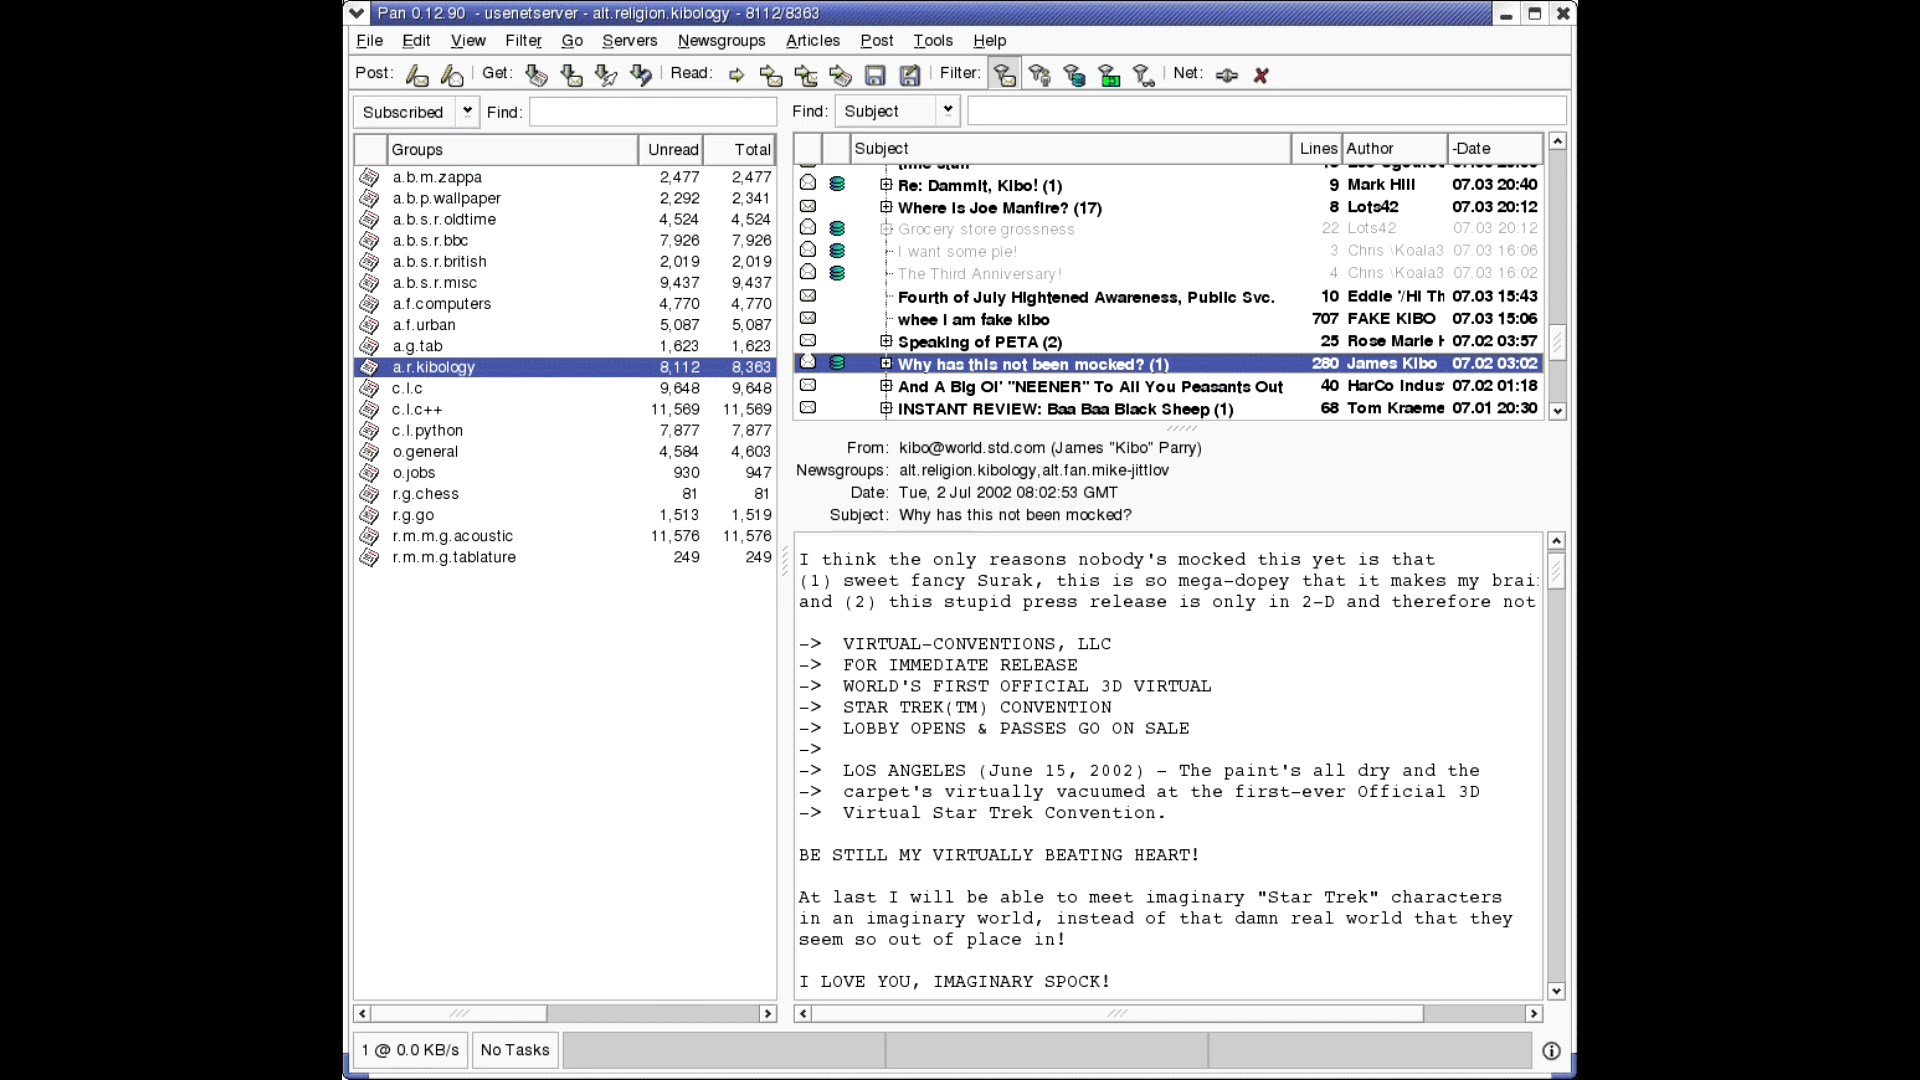 Pan 0.12.90 - usenetserver - alt.religion.kibology - 8112/8363
File Edit View Filter Go Servers Newsgroups Articles Post Tools Help
Post: Get: Read: Filter: Net:
Subscribed Find:
Groups Unread Total
a.b.m.zappa 2,477 2,477
a.b.p.wallpaper 2,292 2,341
a.b.s.r.oldtime 4,524 4,524
a.b.s.r.bbc 7,926 7,926
a.b.s.r.british 2,019 2,019
a.b.s.r.misc 9,437 9,437
a.f.computers 4,770 4,770
a.f.urban 5,087 5,087
a.g.tab 1,623 1,623
a.r.kibology 8,112 8,363
c.l.c 9,648 9,648
c.l.c++ 11,569 11,569
c.l.python 7,877 7,877
o.general 4,584 4,603
o.jobs 930 947
r.g.chess 81 81
r.g.go 1,513 1,519
r.m.m.g.acoustic 11,576 11,576
r.m.m.g.tablature 249 249
Find: Subject
Subject Lines Author -Date
Re: Dammit, Kibo! (1) 9 Mark Hill 07.03 20:40
Where is Joe Manfire? (17) 8 Lots42 07.03 20:12
Grocery store grossness 22 Lots42 07.03 20:12
I want some pie! 3 Chris \Koala3 07.03 16:06
The Third Anniversary! 4 Chris \Koala3 07.03 16:02
Fourth of July Hightened Awareness, Public Svc. 10 Eddie '/Hi Th 07.03 15:43
whee I am fake kibo 707 FAKE KIBO 07.03 15:06
Speaking of PETA (2) 25 Rose Marie 07.02 03:57
Why has this not been mocked? (1) 280 James Kibo 07.02 03:02
And A Big Ol' "NEENER" To All You Peasants Out 40 HarCo Indus 07.02 01:18
INSTANT REVIEW: Baa Baa Black Sheep (1) 68 Tom Kraeme 07.01 20:30
From: kibo@world.std.com (James "Kibo" Parry)
Newsgroups: alt.religion.kibology,alt.fan.mike-jittlov
Date: Tue, 2 Jul 2002 08:02:53 GMT
Subject: Why has this not been mocked?
I think the only reasons nobody's mocked this yet is that
(1) sweet fancy Surak, this is so mega-dopey that it makes my brai
and (2) this stupid press release is only in 2-D and therefore not
-> VIRTUAL-CONVENTIONS, LLC
-> FOR IMMEDIATE RELEASE
-> WORLD'S FIRST OFFICIAL 3D VIRTUAL
-> STAR TREK(TM) CONVENTION
-> LOBBY OPENS & PASSES GO ON SALE
->
-> LOS ANGELES (June 15, 2002) - The paint's all dry and the
-> carpet's virtually vacuumed at the first-ever Official 3D
-> Virtual Star Trek Convention.
BE STILL MY VIRTUALLY BEATING HEART!
At last I will be able to meet imaginary "Star Trek" characters
in an imaginary world, instead of that damn real world that they
seem so out of place in!
I LOVE YOU, IMAGINARY SPOCK!
1 @ 0.0 KB/s No Tasks